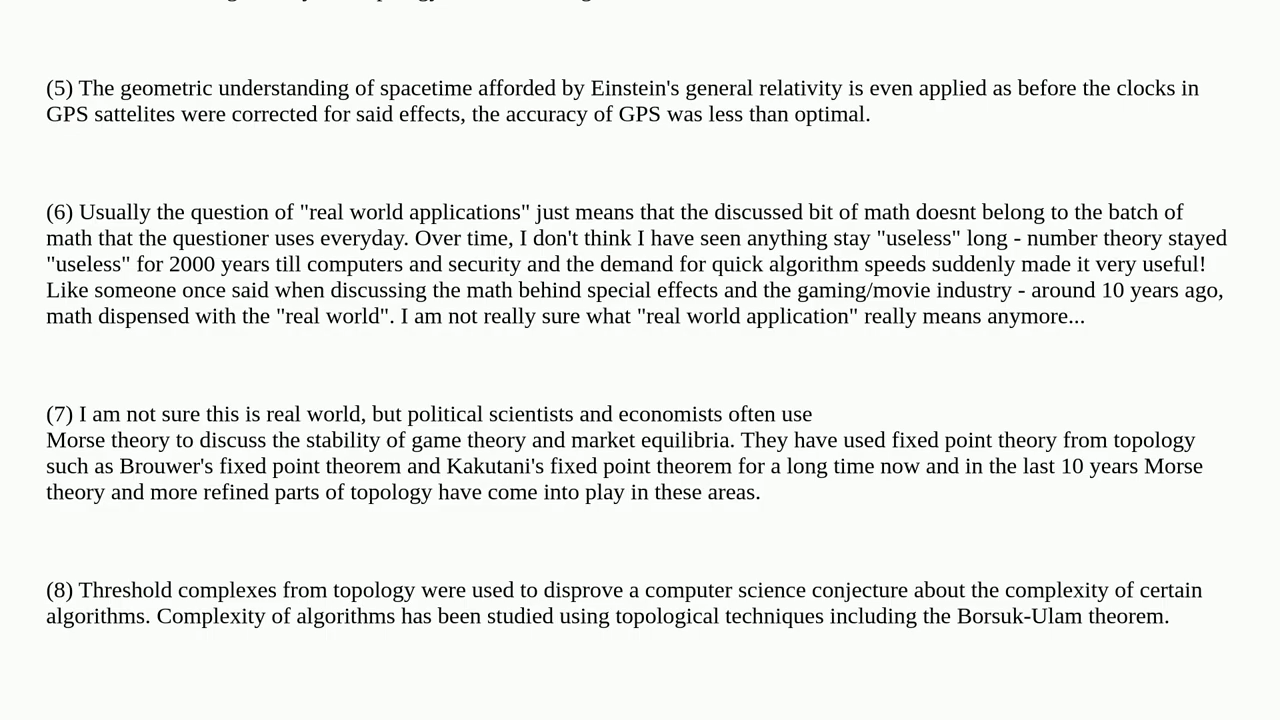 (5) The geometric understanding of spacetime afforded by Einstein's general relativity is even applied as before the clocks in
GPS sattelites were corrected for said effects, the accuracy of GPS was less than optimal.
(6) Usually the question of "real world applications" just means that the discussed bit of math doesnt belong to the batch of
math that the questioner uses everyday. Over time, I don't think I have seen anything stay "useless" long - number theory stayed
"useless" for 2000 years till computers and security and the demand for quick algorithm speeds suddenly made it very useful!
Like someone once said when discussing the math behind special effects and the gaming/movie industry - around 10 years ago,
math dispensed with the "real world". I am not really sure what "real world application" really means anymore...
(7) I am not sure this is real world, but political scientists and economists often use
Morse theory to discuss the stability of game theory and market equilibria. They have used fixed point theory from topology
such as Brouwer's fixed point theorem and Kakutani's fixed point theorem for a long time now and in the last 10 years Morse
theory and more refined parts of topology have come into play in these areas.
(8) Threshold complexes from topology were used to disprove a computer science conjecture about the complexity of certain
algorithms. Complexity of algorithms has been studied using topological techniques including the Borsuk-Ulam theorem.